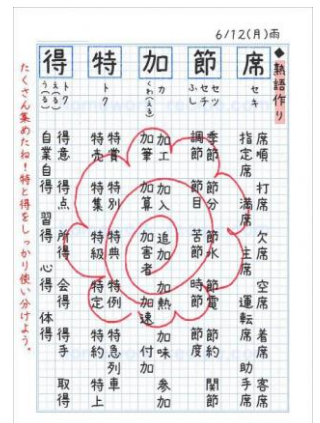 6/12(月)雨
◆熟語作り
席
セキ
席順 打席 欠席 空席 着席 客席
指定席 満席 主席 運転席 助手席
節
セツ
セチ
ふし
季節 節分 節水 節電 節約 関節
調節 節目 苦節 時節 節度
加
カ
くわ(える)
加工 加入 追加 加熱 加味 参加
加筆 加算 加害者 加速 付加
特
トク
特賞 特別 特典 特例 特急列車
特売 特集 特級 特定 特約 特上
得
トク
え(る)
う(る)
得意 得点 所得 会得 得手 取得
自業自得 習得 心得 体得
たくさん集めたね!特と得をしっかり使い分けよう。